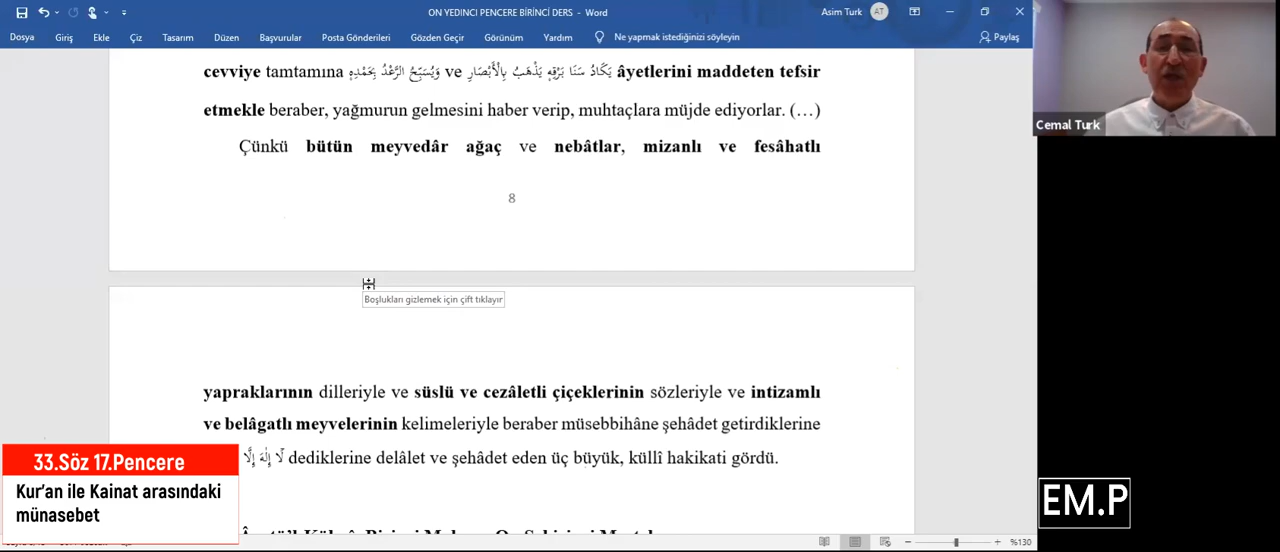 ON YEDINCI PENCERE BİRİNCİ DERS - Word
Asim Turk AT
Dosya Giriş Ekle Çiz Tasarım Düzen Başvurular Posta Gönderileri Gözden Geçir Görünüm Yardım Ne yapmak istediğinizi söyleyin Paylaş
cevviye tamtamına وَيُسَبِّحُ الرَّعْدُ بِحَمْدِهِ ve يَكَادُ سَنَا بَرْقِهِ يَذْهَبُ بِالْأَبْصَارِ âyetlerini maddeten tefsir
etmekle beraber, yağmurun gelmesini haber verip, muhtaçlara müjde ediyorlar. (…)
Çünkü bütün meyvedâr ağaç ve nebâtlar, mizanlı ve fesâhatlı
8
Boşlukları gizlemek için çift tıklayın
yapraklarının dilleriyle ve süslü ve cezâletli çiçeklerinin sözleriyle ve intizamlı
ve belâgatlı meyvelerinin kelimeleriyle beraber müsebbihâne şehâdet getirdiklerine
لَا إِلٰهَ إِلَّا dediklerine delâlet ve şehâdet eden üç büyük, küllî hakikati gördü.
Cemal Turk
33.Söz 17.Pencere
Kur'an ile Kainat arasındaki
münasebet
EM.P
%130